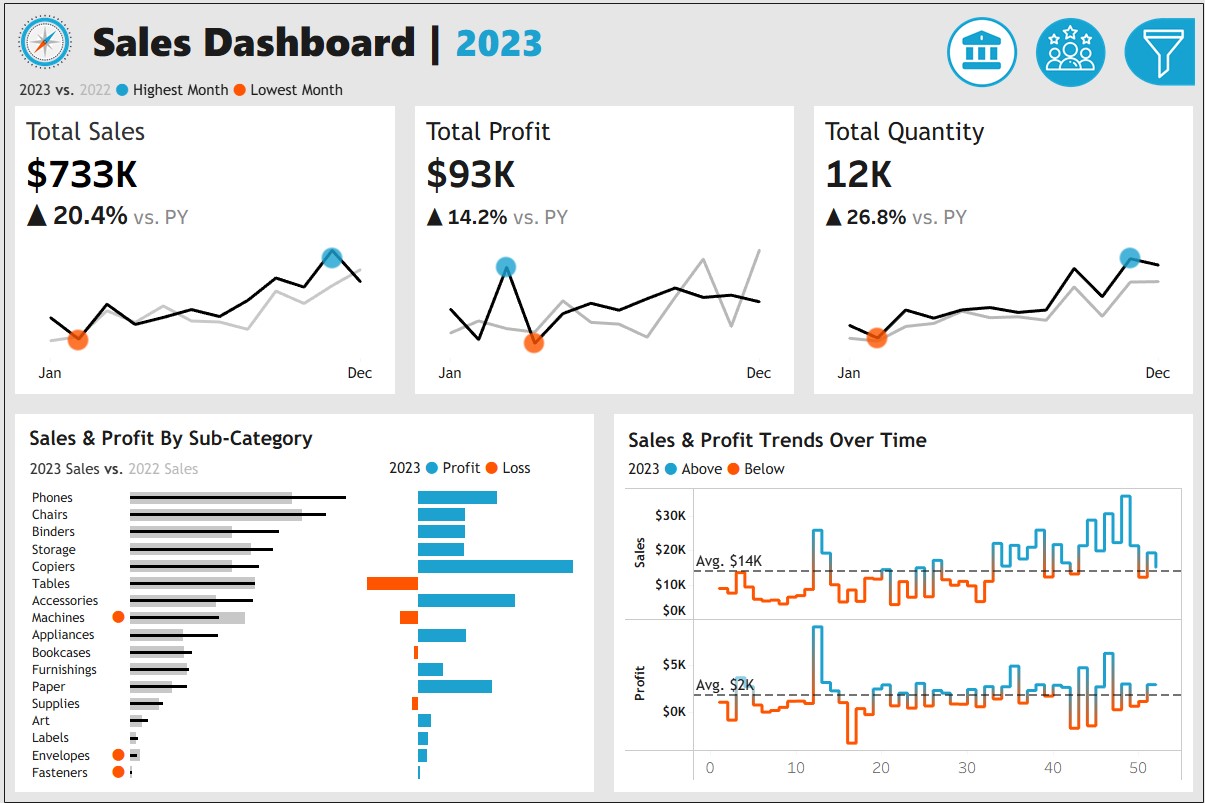 Sales Dashboard | 2023
2023 vs. 2022 Highest Month Lowest Month
Total Sales
$733K
▲ 20.4% vs. PY
Jan Dec
Total Profit
$93K
▲ 14.2% vs. PY
Jan Dec
Total Quantity
12K
▲ 26.8% vs. PY
Jan Dec
Sales & Profit By Sub-Category
2023 Sales vs. 2022 Sales
2023 Profit Loss
Phones
Chairs
Binders
Storage
Copiers
Tables
Accessories
Machines
Appliances
Bookcases
Furnishings
Paper
Supplies
Art
Labels
Envelopes
Fasteners
Sales & Profit Trends Over Time
2023 Above Below
Sales
$30K
$20K
Avg. $14K
$10K
$0K
Profit
$5K
Avg. $2K
$0K
0 10 20 30 40 50